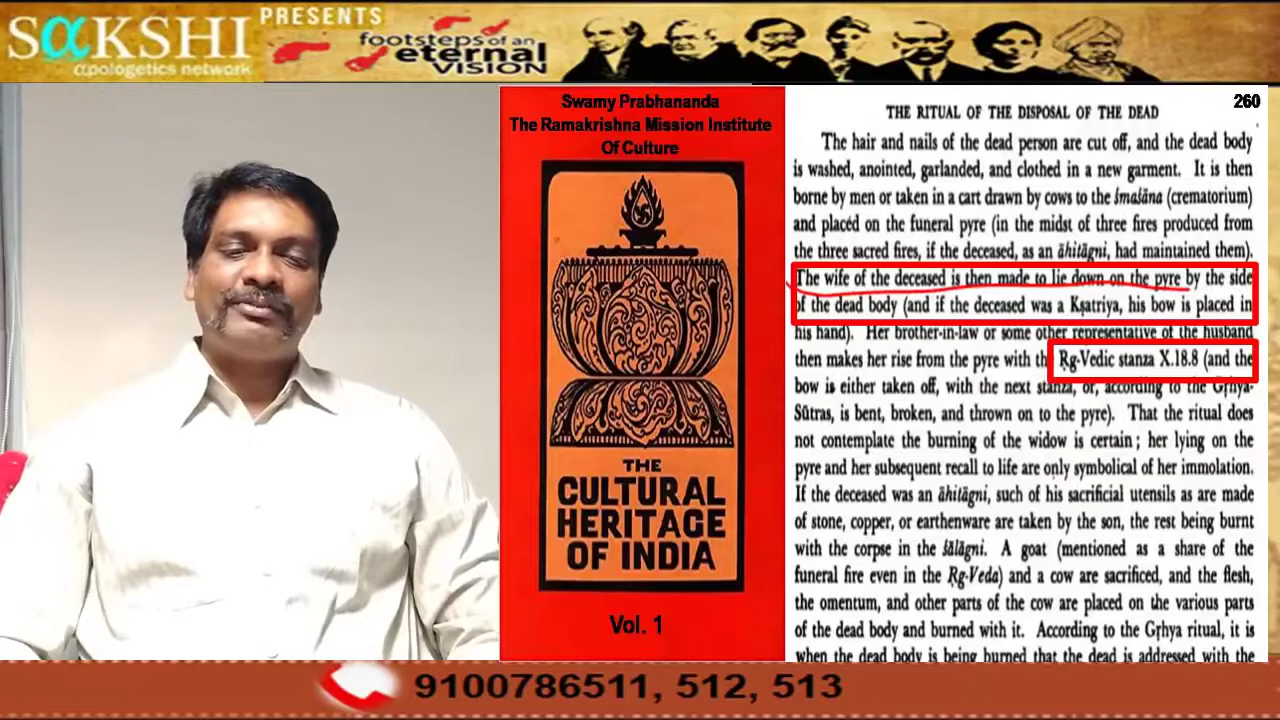 SαKSHI
αpologetics network
PRESENTS
footsteps of an
eternal
VISION
Swamy Prabhananda
The Ramakrishna Mission Institute
Of Culture
THE
CULTURAL
HERITAGE
OF INDIA
Vol. 1
260
THE RITUAL OF THE DISPOSAL OF THE DEAD
The hair and nails of the dead person are cut off, and the dead body
is washed, anointed, garlanded, and clothed in a new garment. It is then
borne by men or taken in a cart drawn by cows to the śmaśāna (crematorium)
and placed on the funeral pyre (in the midst of three fires produced from
the three sacred fires, if the deceased, as an āhitāgni, had maintained them).
The wife of the deceased is then made to lie down on the pyre by the side
of the dead body (and if the deceased was a Kṣatriya, his bow is placed in
his hand). Her brother-in-law or some other representative of the husband
then makes her rise from the pyre with th Ṛg-Vedic stanza X.18.8 (and the
bow is either taken off, with the next stanza, or, according to the Gṛhya-
Sūtras, is bent, broken, and thrown on to the pyre). That the ritual does
not contemplate the burning of the widow is certain; her lying on the
pyre and her subsequent recall to life are only symbolical of her immolation.
If the deceased was an āhitāgni, such of his sacrificial utensils as are made
of stone, copper, or earthenware are taken by the son, the rest being burnt
with the corpse in the śālāgni. A goat (mentioned as a share of the
funeral fire even in the Ṛg-Veda) and a cow are sacrificed, and the flesh,
the omentum, and other parts of the cow are placed on the various parts
of the dead body and burned with it. According to the Gṛhya ritual, it is
when the dead body is being burned that the dead is addressed with the
9100786511, 512, 513